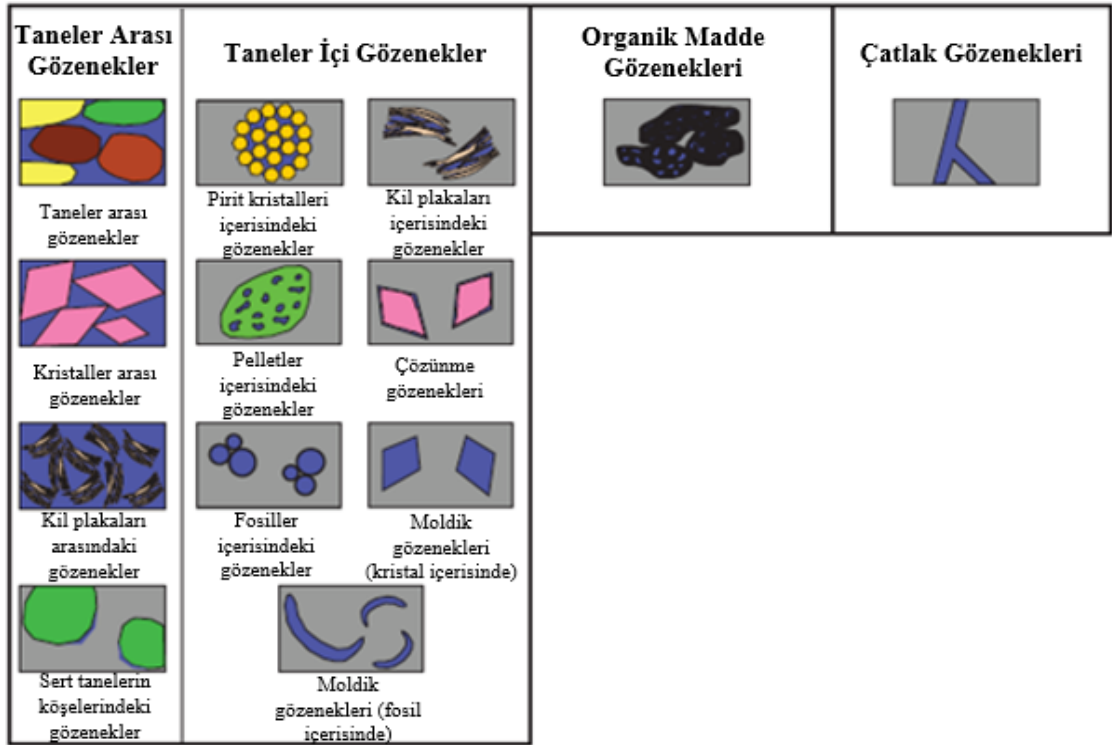 Taneler Arası
Gözenekler
Taneler İçi Gözenekler
Organik Madde
Gözenekleri
Çatlak Gözenekleri
Taneler arası
gözenekler
Pirit kristalleri
içerisindeki
gözenekler
Kil plakaları
içerisindeki
gözenekler
Kristaller arası
gözenekler
Pelletler
içerisindeki
gözenekler
Çözünme
gözenekleri
Kil plakaları
arasındaki
gözenekler
Fosiller
içerisindeki
gözenekler
Moldik
gözenekleri
(kristal içerisinde)
Sert tanelerin
köşelerindeki
gözenekler
Moldik
gözenekleri (fosil
içerisinde)